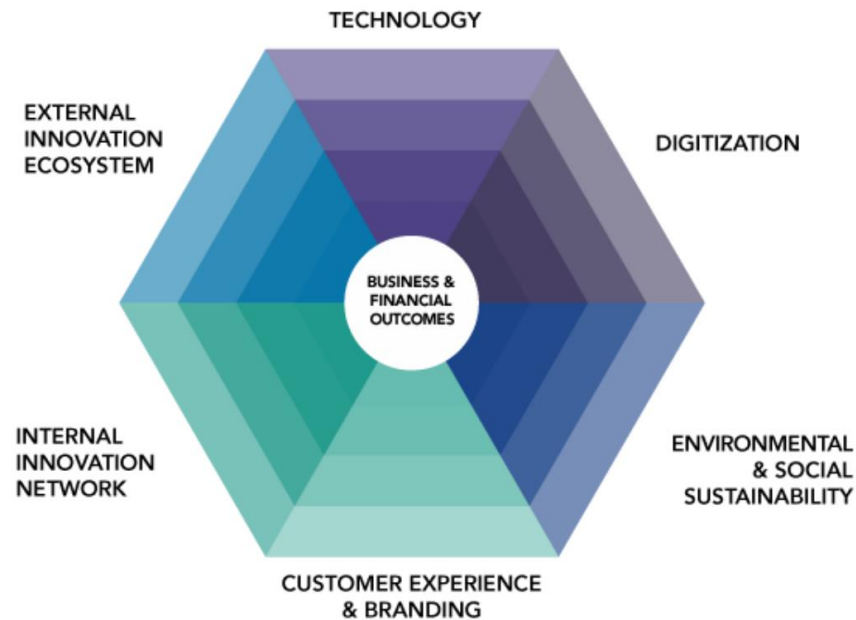 TECHNOLOGY
EXTERNAL
INNOVATION
ECOSYSTEM
DIGITIZATION
BUSINESS &
FINANCIAL
OUTCOMES
INTERNAL
INNOVATION
NETWORK
ENVIRONMENTAL
& SOCIAL
SUSTAINABILITY
CUSTOMER EXPERIENCE
& BRANDING